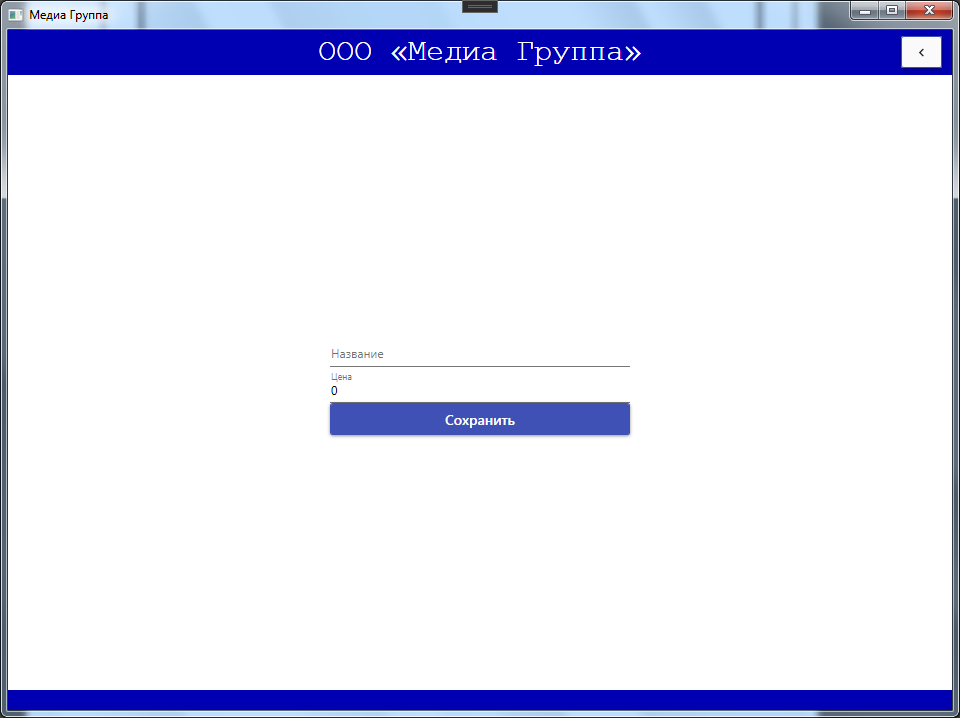 Медиа Группа
ООО «Медиа Группа»
<
Название
Цена
0
Сохранить